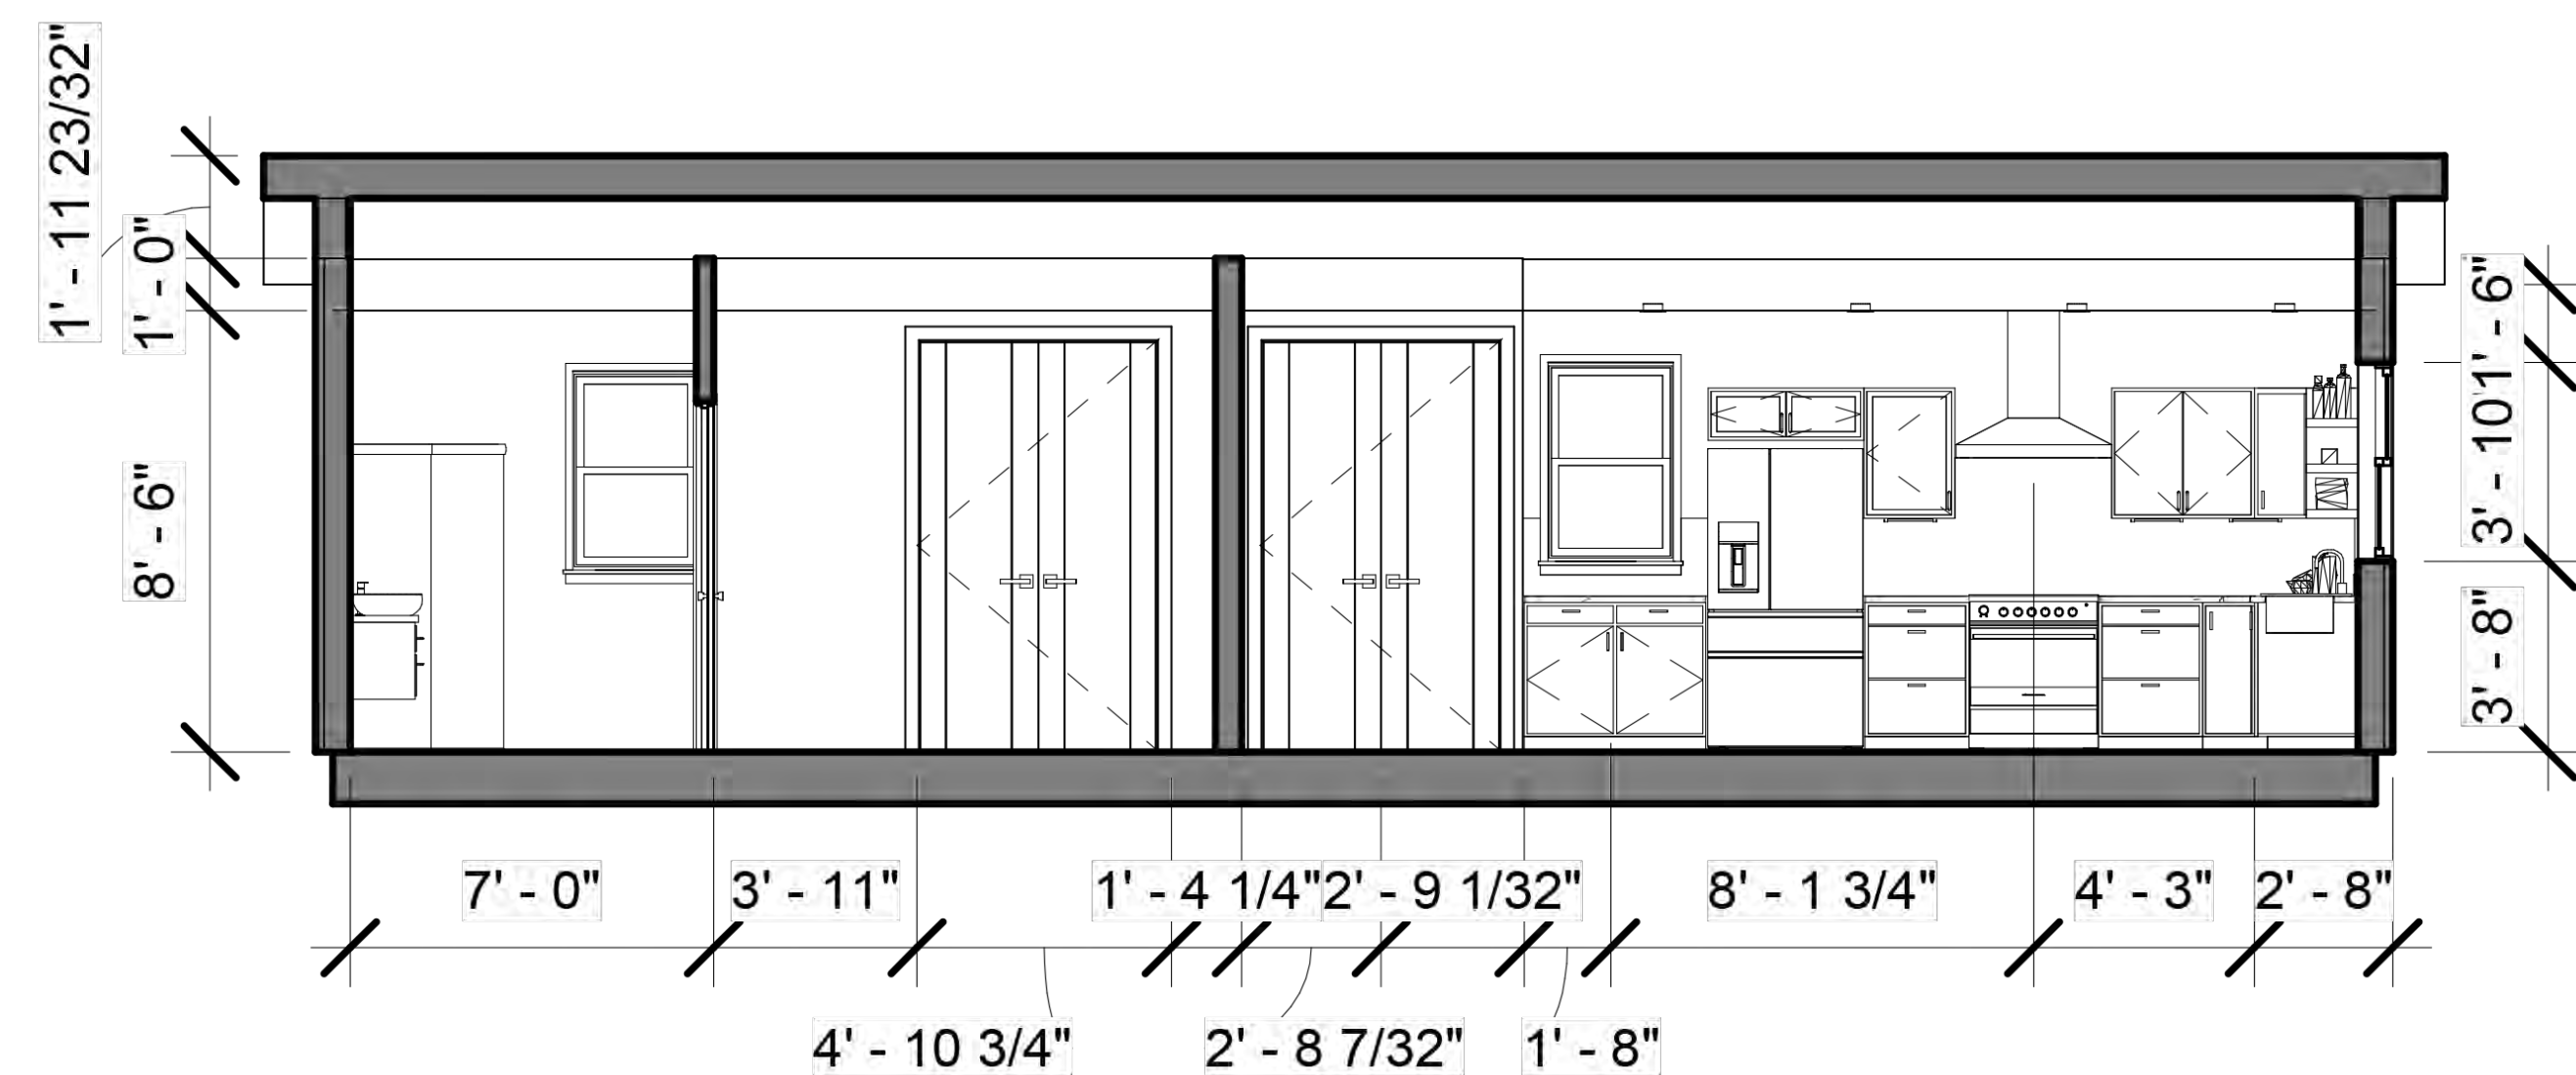 1' - 11 23/32"
1' - 0"
8' - 6"
1' - 6"
3' - 10
3' - 8"
7' - 0"
3' - 11"
1' - 4 1/4"
2' - 9 1/32"
8' - 1 3/4"
4' - 3"
2' - 8"
4' - 10 3/4"
2' - 8 7/32"
1' - 8"